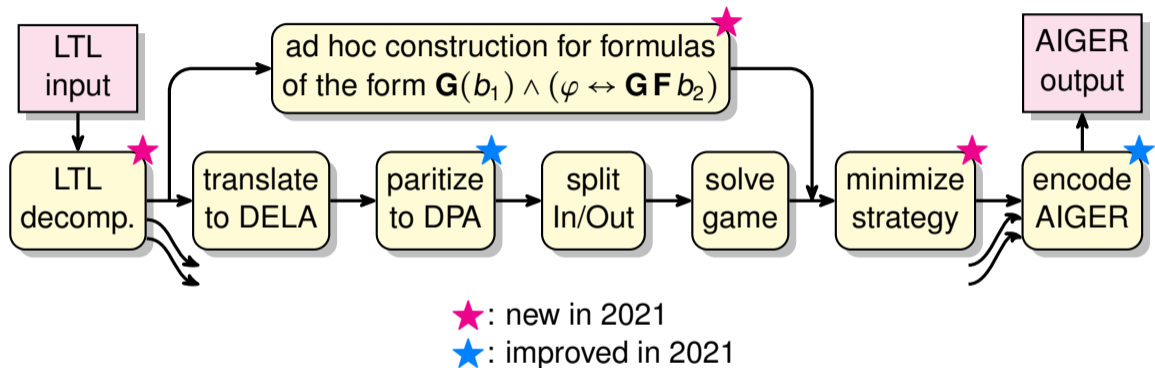 LTL
input
ad hoc construction for formulas
of the form G(b₁) ∧ (φ ↔ G F b₂)
AIGER
output
LTL
decomp.
translate
to DELA
paritize
to DPA
split
In/Out
solve
game
minimize
strategy
encode
AIGER
★: new in 2021
★: improved in 2021